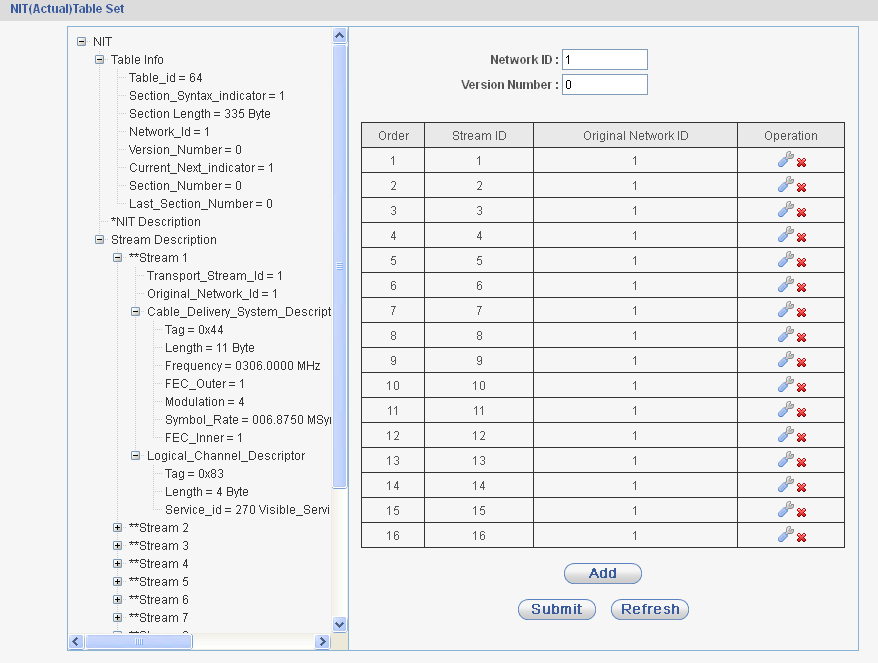 NIT(Actual)Table Set
NIT
Table Info
Table_id = 64
Section_Syntax_indicator = 1
Section Length = 335 Byte
Network_Id = 1
Version_Number = 0
Current_Next_indicator = 1
Section_Number = 0
Last_Section_Number = 0
*NIT Description
Stream Description
**Stream 1
Transport_Stream_Id = 1
Original_Network_Id = 1
Cable_Delivery_System_Descript
Tag = 0x44
Length = 11 Byte
Frequency = 0306.0000 MHz
FEC_Outer = 1
Modulation = 4
Symbol_Rate = 006.8750 MSyr
FEC_Inner = 1
Logical_Channel_Descriptor
Tag = 0x83
Length = 4 Byte
Service_id = 270 Visible_Servi
**Stream 2
**Stream 3
**Stream 4
**Stream 5
**Stream 6
**Stream 7
Network ID : 1
Version Number : 0
Order Stream ID Original Network ID Operation
1 1 1
2 2 1
3 3 1
4 4 1
5 5 1
6 6 1
7 7 1
8 8 1
9 9 1
10 10 1
11 11 1
12 12 1
13 13 1
14 14 1
15 15 1
16 16 1
Add
Submit Refresh